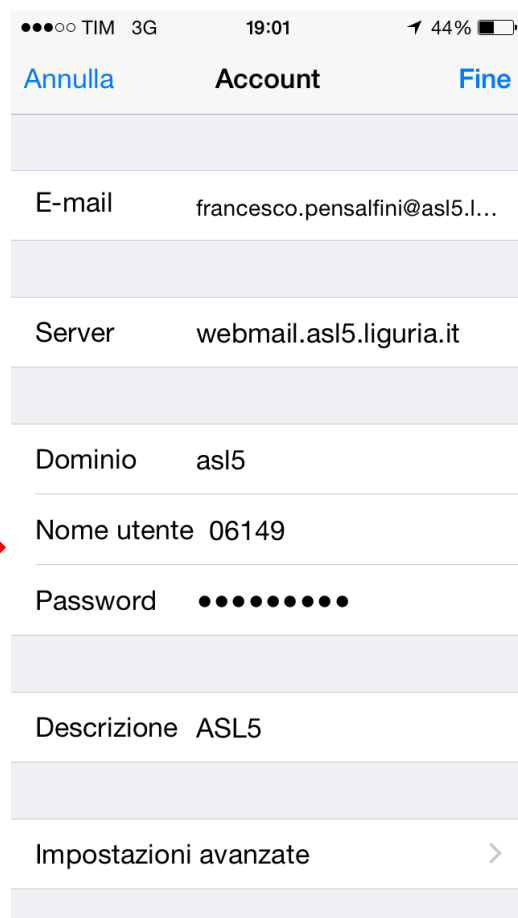 TIM 3G 19:01 44%
Annulla Account Fine
E-mail francesco.pensalfini@asl5.l...
Server webmail.asl5.liguria.it
Dominio asl5
Nome utente 06149
Password ●●●●●●●●●
Descrizione ASL5
Impostazioni avanzate